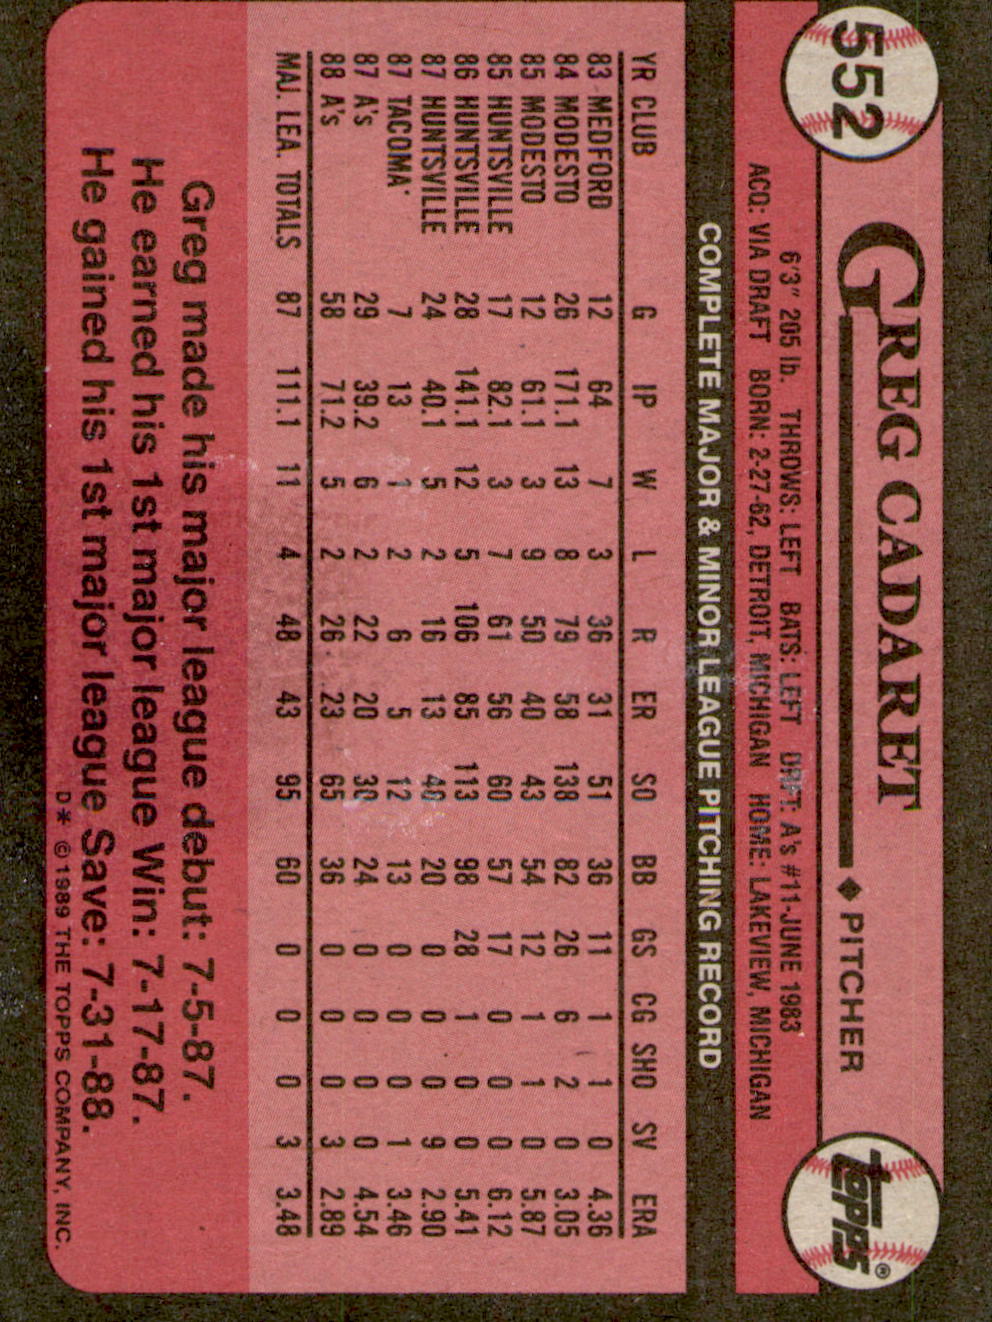 552
GREG CADARET ♦ PITCHER
TOPPS®
6'3" 205 lb. THROWS: LEFT BATS: LEFT DRFT: A's #11-JUNE 1983
ACQ: VIA DRAFT BORN: 2-27-62, DETROIT, MICHIGAN HOME: LAKEVIEW, MICHIGAN
COMPLETE MAJOR & MINOR LEAGUE PITCHING RECORD
YR CLUB G IP W L R ER SO BB GS CG SHO SV ERA
83 MEDFORD 12 64 7 3 36 31 51 36 11 1 1 0 4.36
84 MODESTO 26 171.1 13 8 79 58 138 82 26 6 2 0 3.05
85 MODESTO 12 61.1 3 9 50 40 43 54 12 1 1 0 5.87
85 HUNTSVILLE 17 82.1 3 7 61 56 60 57 17 0 0 0 6.12
86 HUNTSVILLE 28 141.1 12 5 106 85 113 98 28 1 0 0 5.41
87 HUNTSVILLE 24 40.1 5 2 16 13 48 20 0 0 0 9 2.90
87 TACOMA 7 13 1 2 6 5 12 13 0 0 0 1 3.46
87 A's 29 39.2 6 2 22 20 30 24 0 0 0 0 4.54
88 A's 58 71.2 5 2 26 23 65 36 0 0 0 3 2.89
MAJ. LEA. TOTALS 87 111.1 11 4 48 43 95 60 0 0 0 3 3.48
Greg made his major league debut: 7-5-87.
He earned his 1st major league Win: 7-17-87.
He gained his 1st major league Save: 7-31-88.
D* ©1989 THE TOPPS COMPANY, INC.